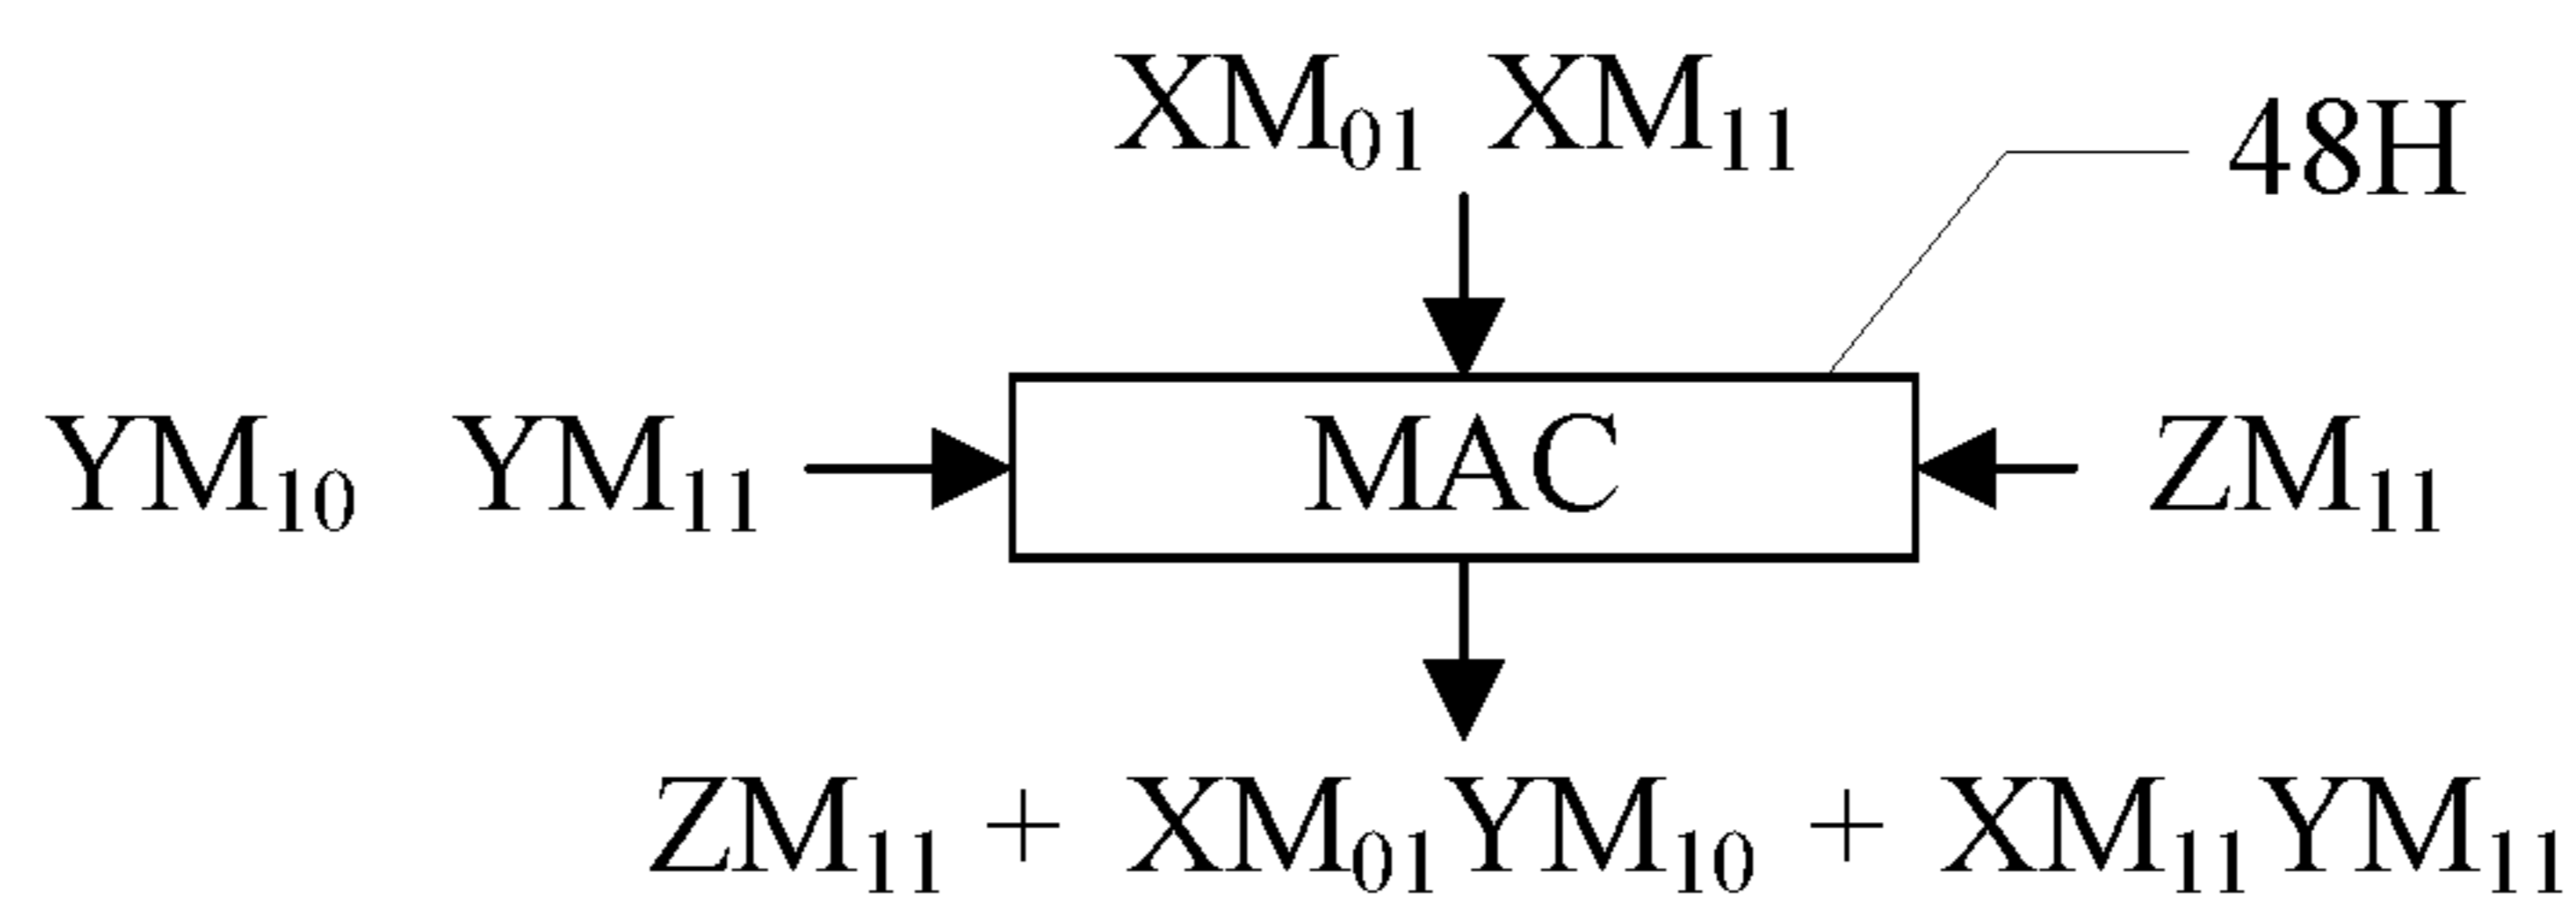 XM₀₁ XM₁₁
48H
YM₁₀ YM₁₁
MAC
ZM₁₁
ZM₁₁ + XM₀₁YM₁₀ + XM₁₁YM₁₁